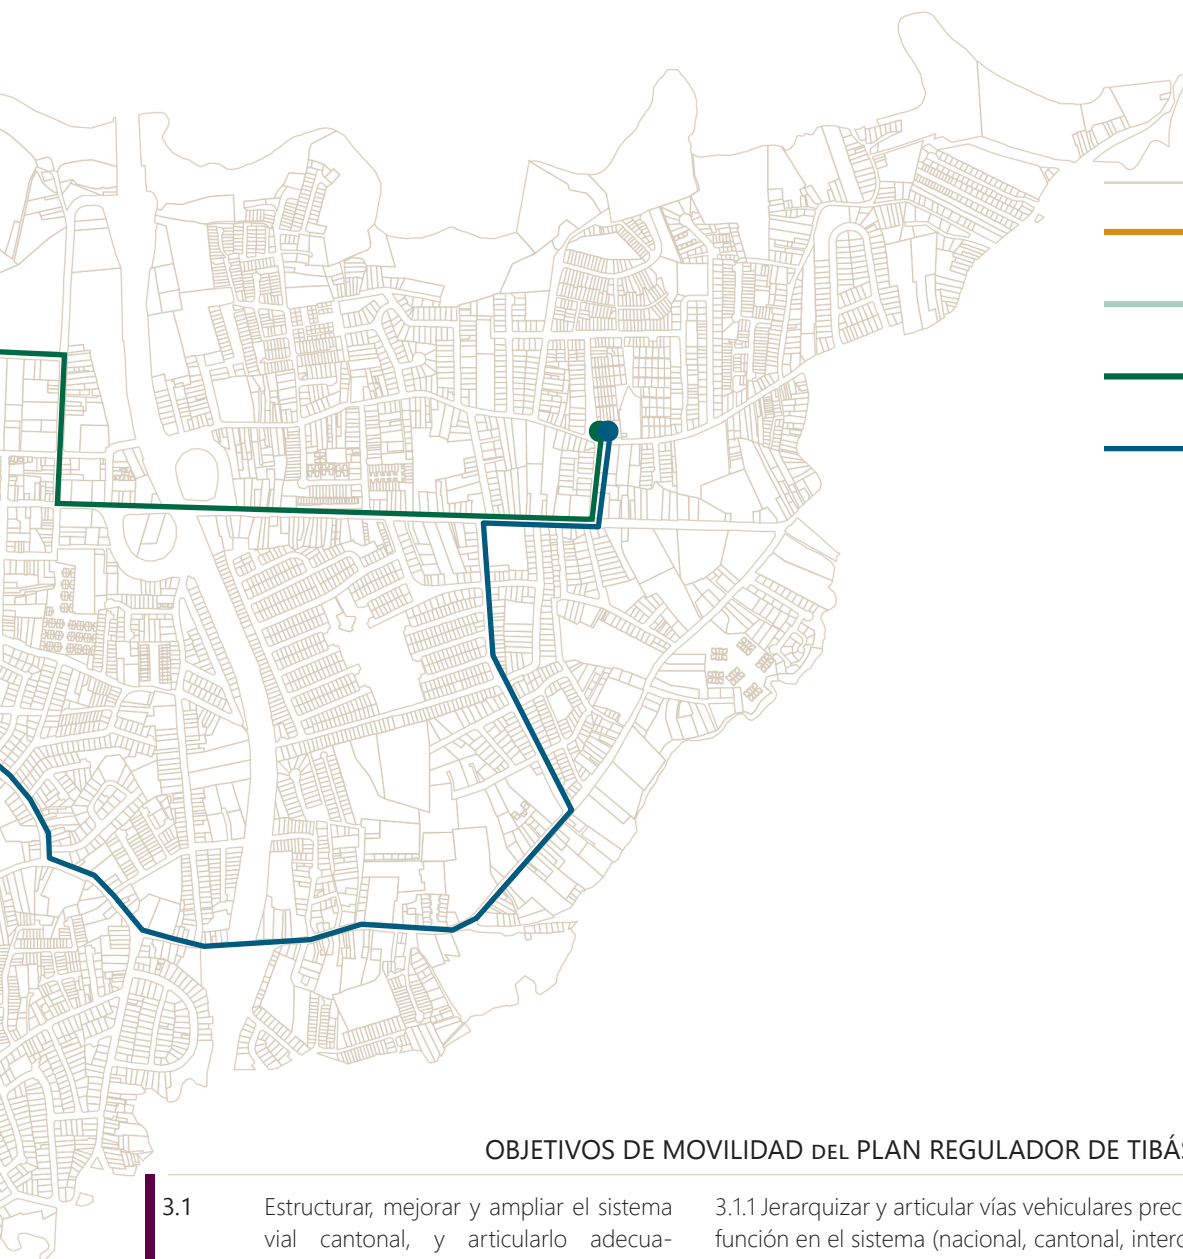 OBJETIVOS DE MOVILIDAD DEL PLAN REGULADOR DE TIBÁS
3.1
Estructurar, mejorar y ampliar el sistema
vial cantonal, y articularlo adecua-
3.1.1 Jerarquizar y articular vías vehiculares prec
función en el sistema (nacional, cantonal, interc